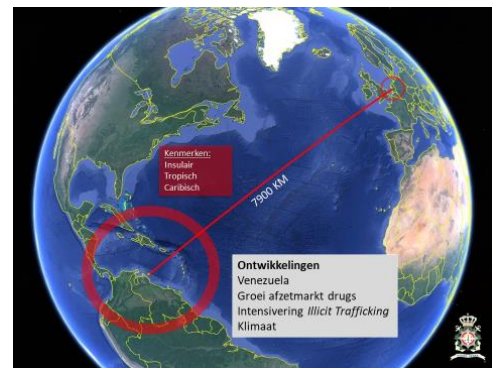 Kenmerken:
Insulair
Tropisch
Caribisch
7900 KM
Ontwikkelingen
Venezuela
Groei afzetmarkt drugs
Intensivering Illicit Trafficking
Klimaat